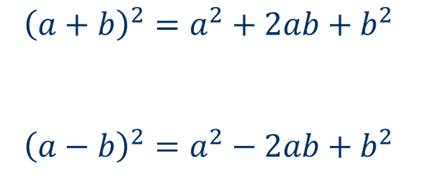 (a + b)² = a² + 2ab + b²
(a − b)² = a² − 2ab + b²